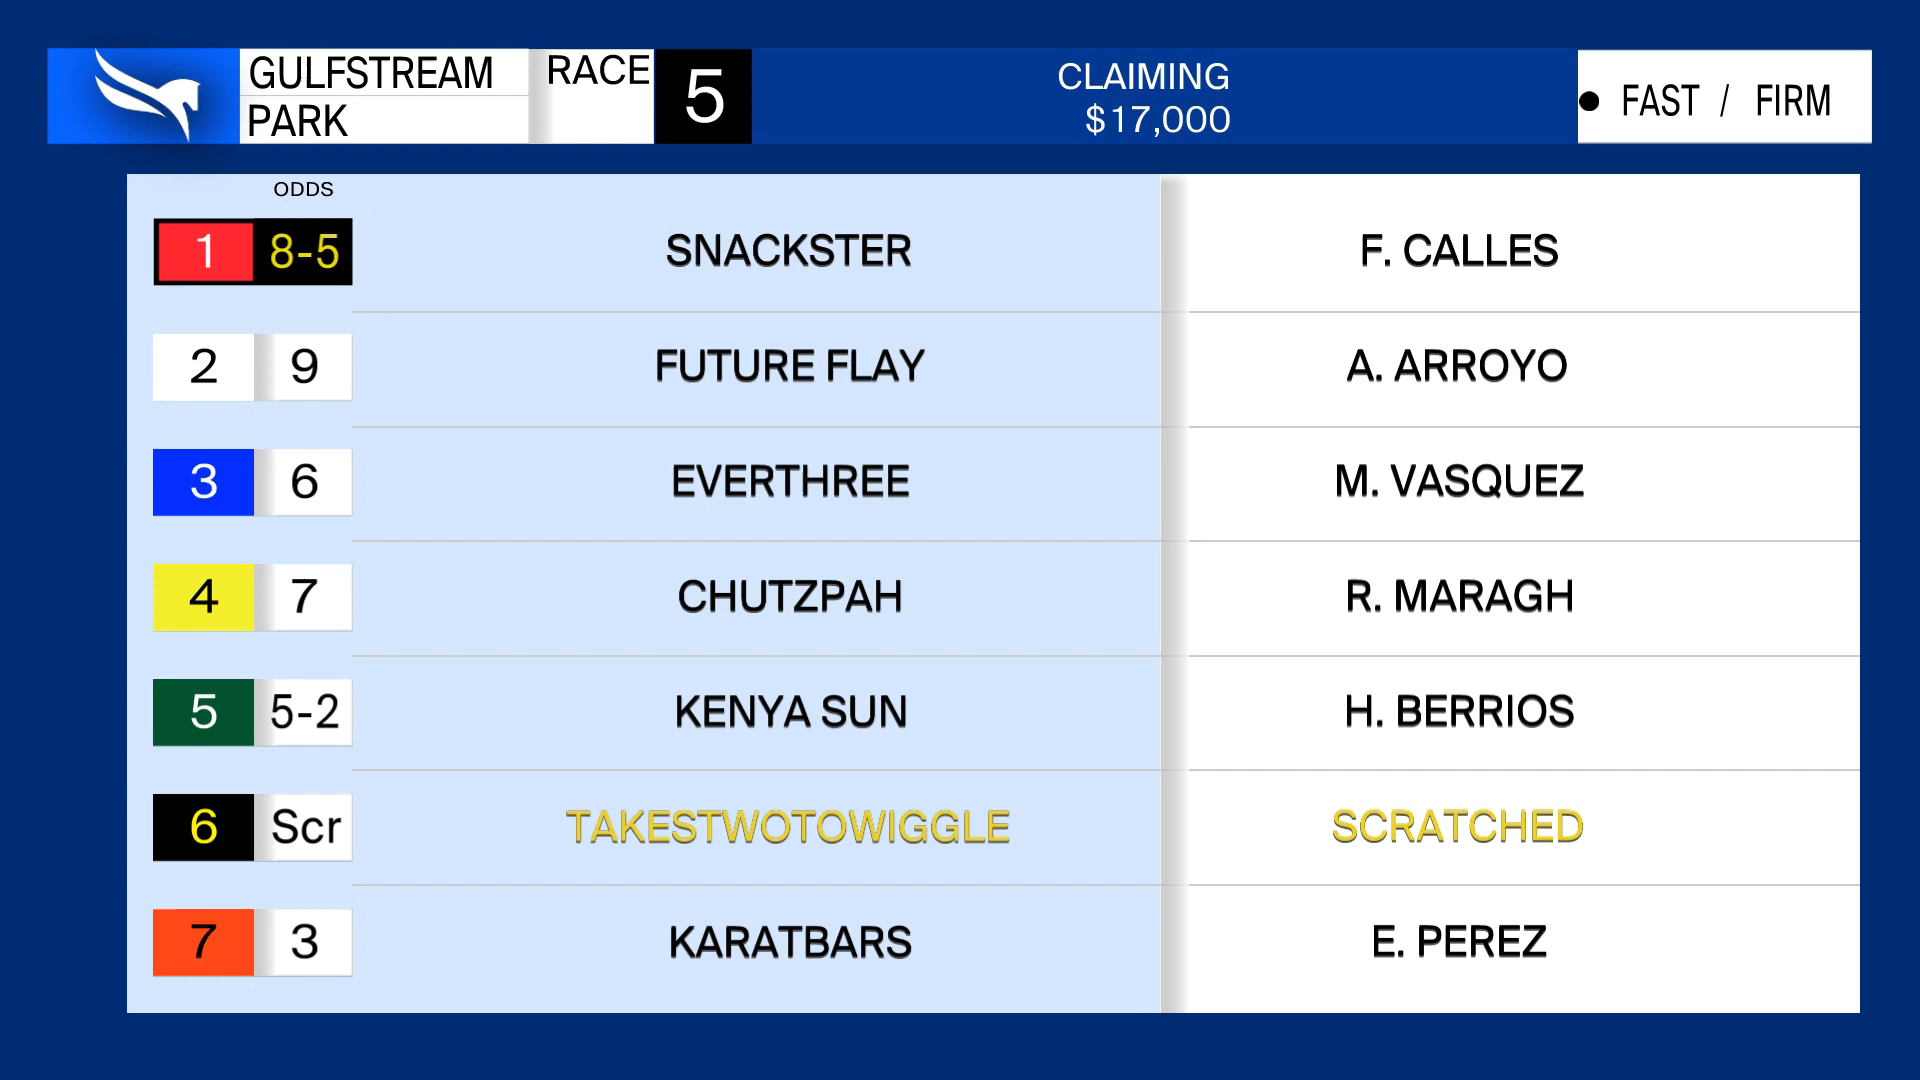 GULFSTREAM
PARK
RACE
5
CLAIMING
$17,000
• FAST / FIRM
ODDS
1 8-5 SNACKSTER F. CALLES
2 9 FUTURE FLAY A. ARROYO
3 6 EVERTHREE M. VASQUEZ
4 7 CHUTZPAH R. MARAGH
5 5-2 KENYA SUN H. BERRIOS
6 Scr TAKESTWOTOWIGGLE SCRATCHED
7 3 KARATBARS E. PEREZ